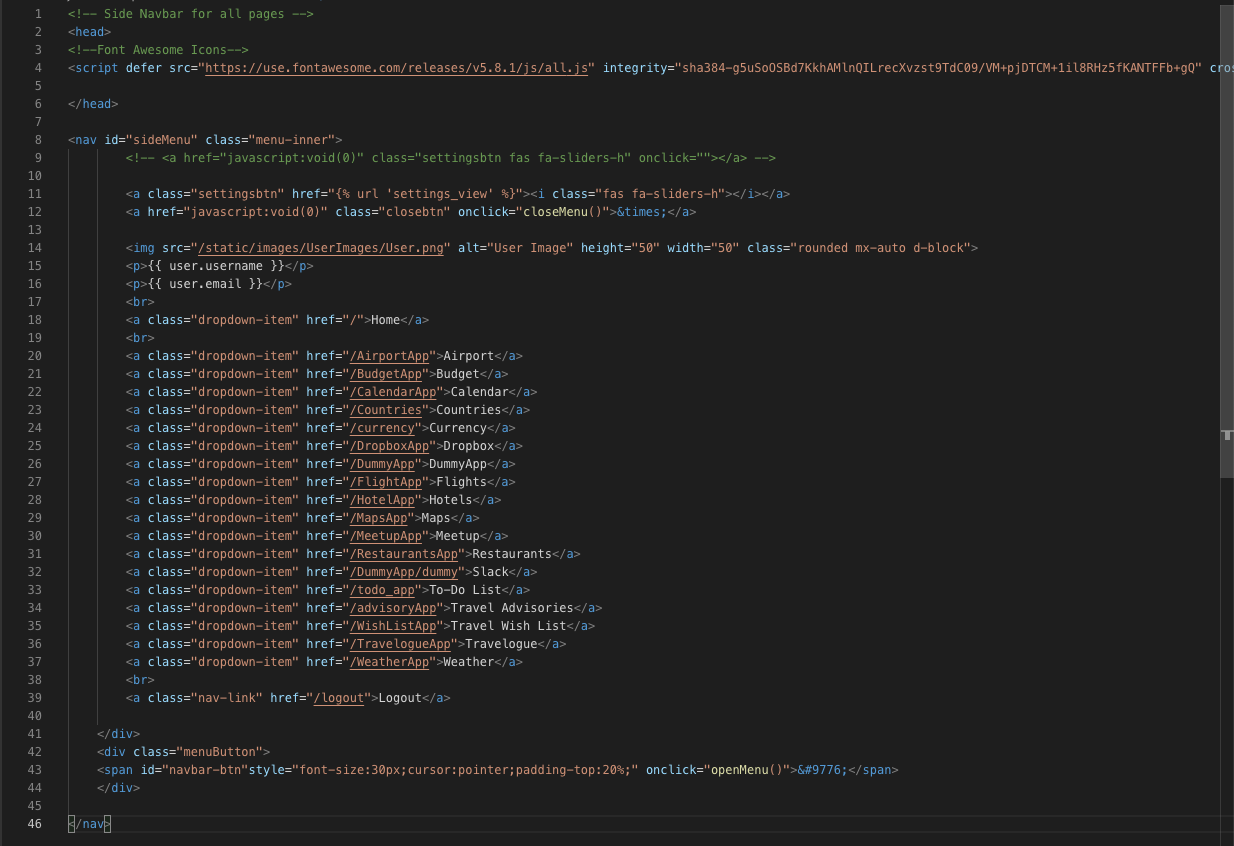 1 <!-- Side Navbar for all pages -->
2 <head>
3 <!--Font Awesome Icons-->
4 <script defer src="https://use.fontawesome.com/releases/v5.8.1/js/all.js" integrity="sha384-g5uSoOSBd7KkhAMlnQILrecXvzst9TdC09/VM+pjDTCM+1il8RHz5fKANTFFb+gQ" cros
5
6 </head>
7
8 <nav id="sideMenu" class="menu-inner">
9 <!-- <a href="javascript:void(0)" class="settingsbtn fas fa-sliders-h" onclick=""></a> -->
10
11 <a class="settingsbtn" href="{% url 'settings_view' %}"><i class="fas fa-sliders-h"></i></a>
12 <a href="javascript:void(0)" class="closebtn" onclick="closeMenu()">&times;</a>
13
14 <img src="/static/images/UserImages/User.png" alt="User Image" height="50" width="50" class="rounded mx-auto d-block">
15 <p>{{ user.username }}</p>
16 <p>{{ user.email }}</p>
17 <br>
18 <a class="dropdown-item" href="/">Home</a>
19 <br>
20 <a class="dropdown-item" href="/AirportApp">Airport</a>
21 <a class="dropdown-item" href="/BudgetApp">Budget</a>
22 <a class="dropdown-item" href="/CalendarApp">Calendar</a>
23 <a class="dropdown-item" href="/Countries">Countries</a>
24 <a class="dropdown-item" href="/currency">Currency</a>
25 <a class="dropdown-item" href="/DropboxApp">Dropbox</a>
26 <a class="dropdown-item" href="/DummyApp">DummyApp</a>
27 <a class="dropdown-item" href="/FlightApp">Flights</a>
28 <a class="dropdown-item" href="/HotelApp">Hotels</a>
29 <a class="dropdown-item" href="/MapsApp">Maps</a>
30 <a class="dropdown-item" href="/MeetupApp">Meetup</a>
31 <a class="dropdown-item" href="/RestaurantsApp">Restaurants</a>
32 <a class="dropdown-item" href="/DummyApp/dummy">Slack</a>
33 <a class="dropdown-item" href="/todo_app">To-Do List</a>
34 <a class="dropdown-item" href="/advisoryApp">Travel Advisories</a>
35 <a class="dropdown-item" href="/WishListApp">Travel Wish List</a>
36 <a class="dropdown-item" href="/TravelogueApp">Travelogue</a>
37 <a class="dropdown-item" href="/WeatherApp">Weather</a>
38 <br>
39 <a class="nav-link" href="/logout">Logout</a>
40
41 </div>
42 <div class="menuButton">
43 <span id="navbar-btn"style="font-size:30px;cursor:pointer;padding-top:20%;" onclick="openMenu()">&#9776;</span>
44 </div>
45
46 </nav>